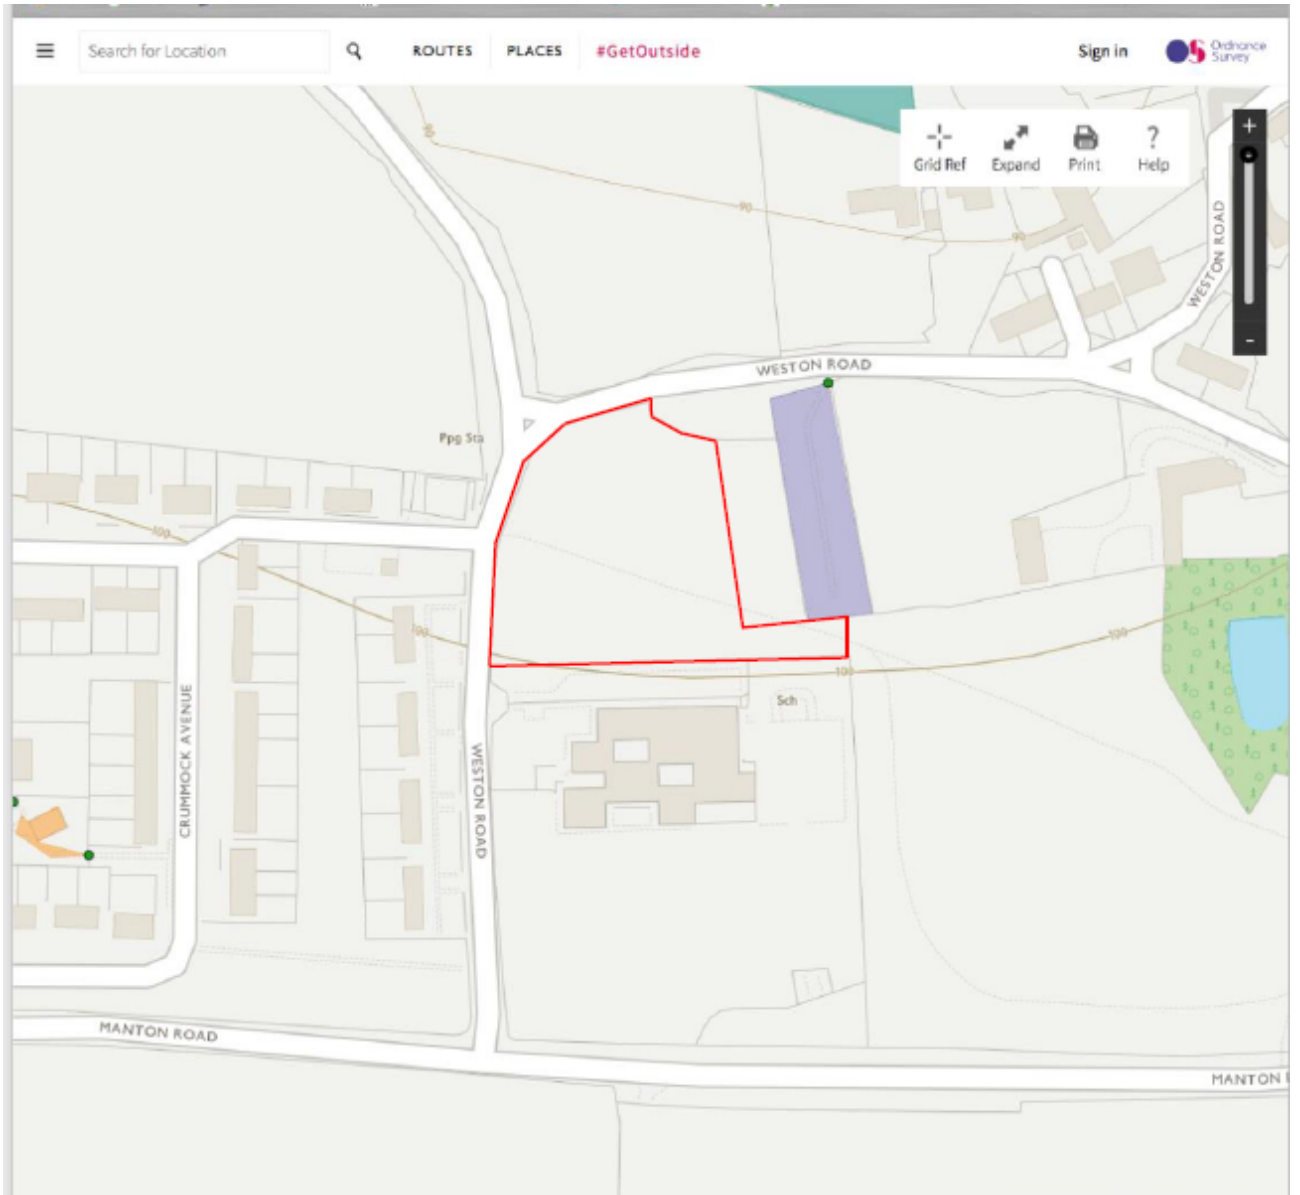 Search for Location
ROUTES
PLACES
#GetOutside
Sign in
Ordnance
Survey
Grid Ref
Expand
Print
?
Help
+
-
90
90
90
WESTON ROAD
WESTON ROAD
Ppg Sta
100
100
100
100
Sch
CRUMMOCK AVENUE
WESTON ROAD
MANTON ROAD
MANTON